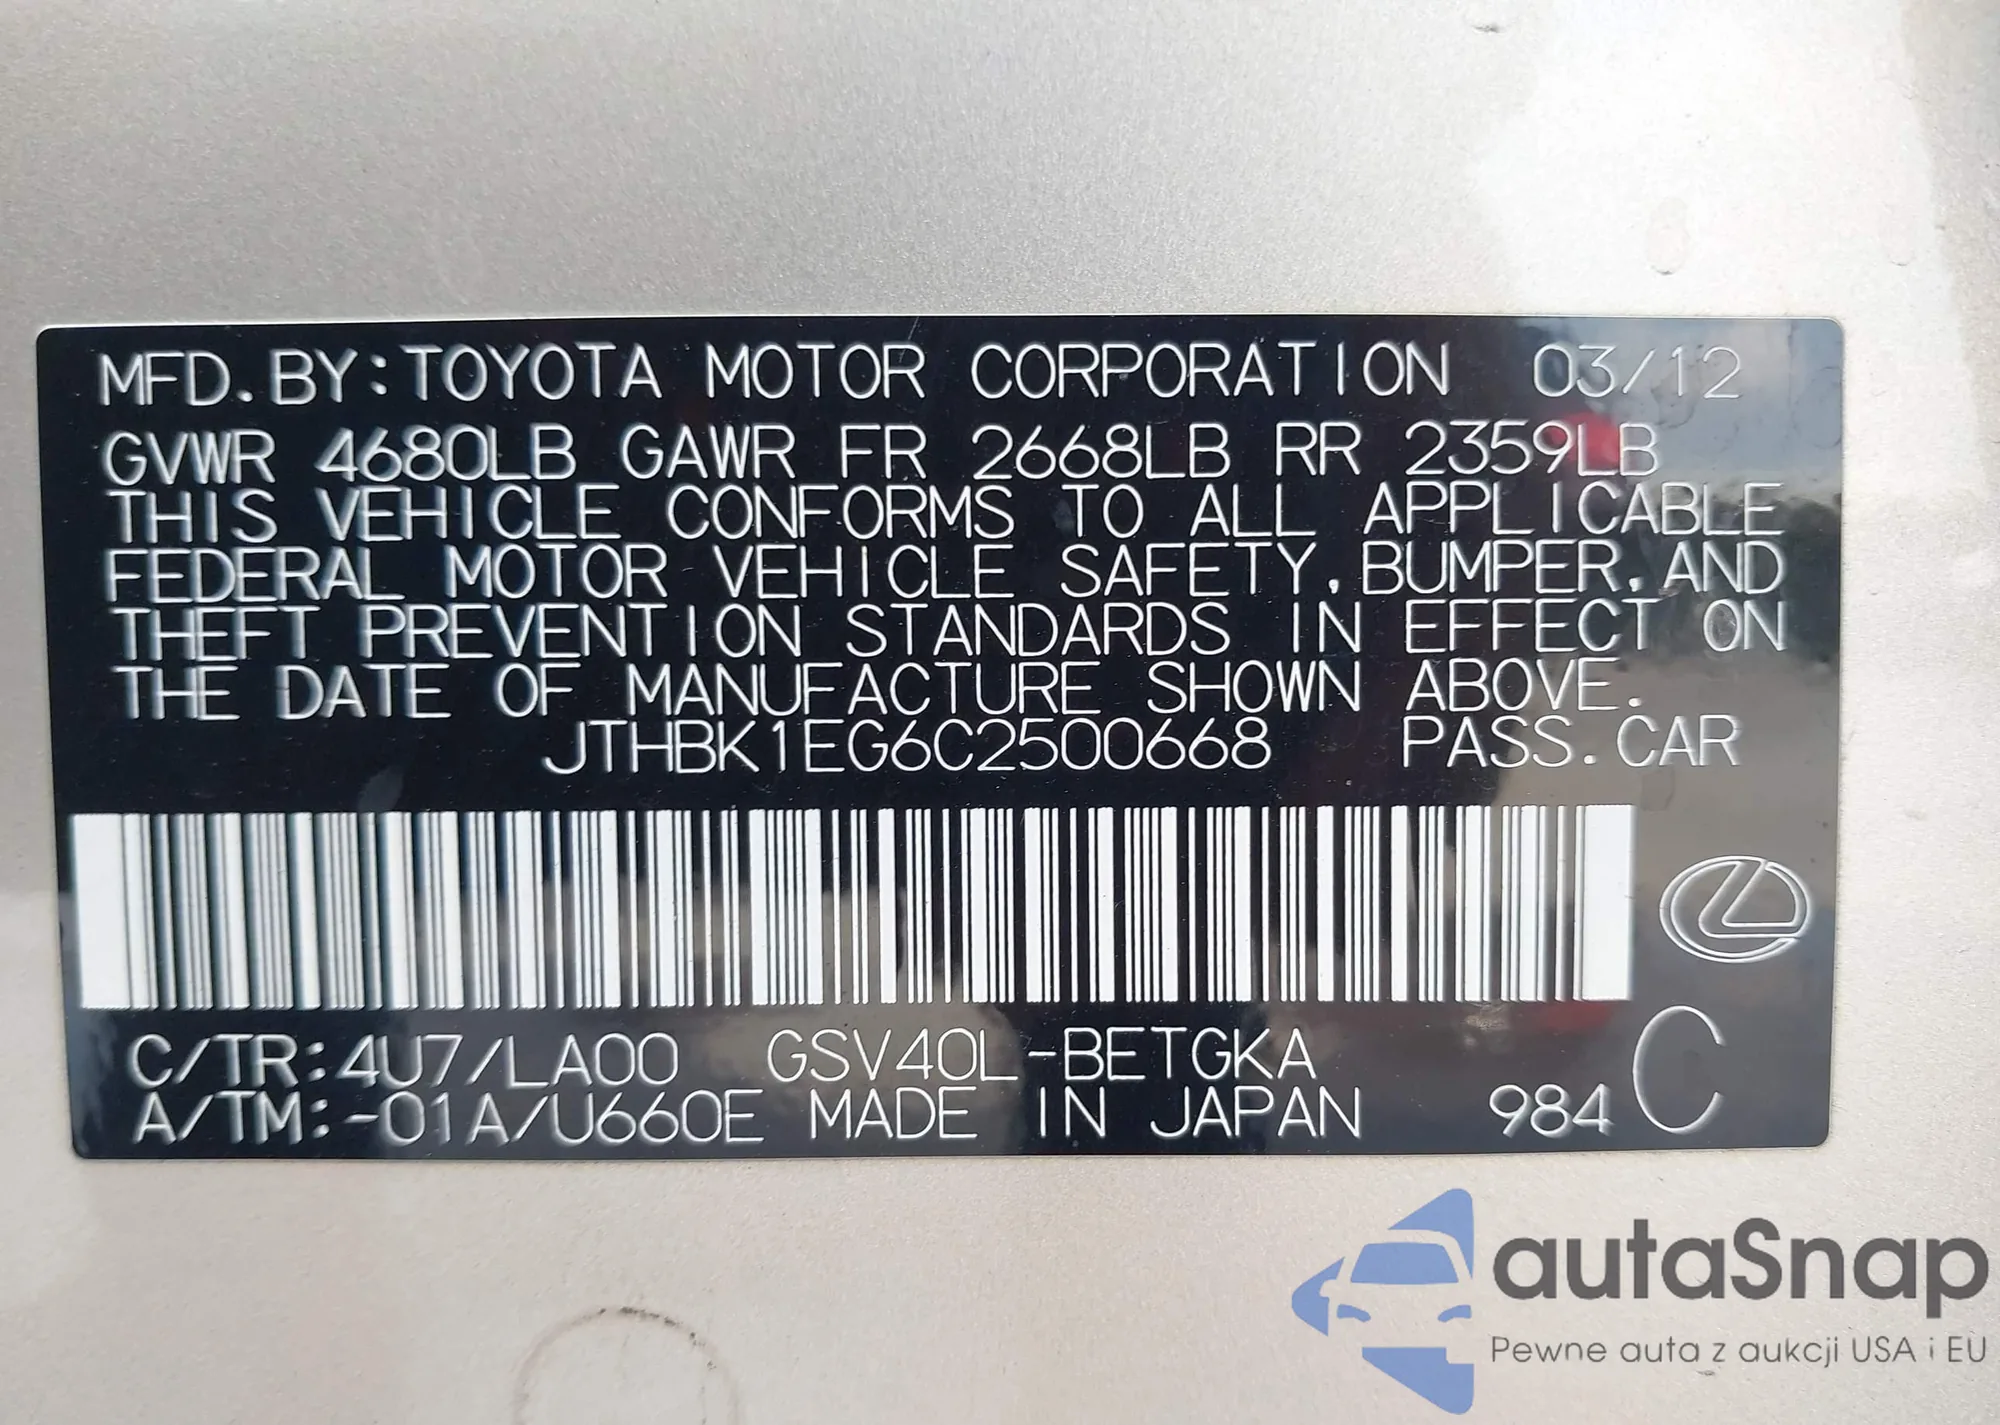 MFD. BY: TOYOTA MOTOR CORPORATION 03/12
GVWR 4680LB GAWR FR 2668LB RR 2359LB
THIS VEHICLE CONFORMS TO ALL APPLICABLE
FEDERAL MOTOR VEHICLE SAFETY, BUMPER, AND
THEFT PREVENTION STANDARDS IN EFFECT ON
THE DATE OF MANUFACTURE SHOWN ABOVE.
JTHBK1EG6C2500668 PASS. CAR
C/TR: 4U7/LA00 GSV40L-BETGKA
A/TM: -01A/U660E MADE IN JAPAN 984 C
autaSnap
Pewne auta z aukcji USA i EU